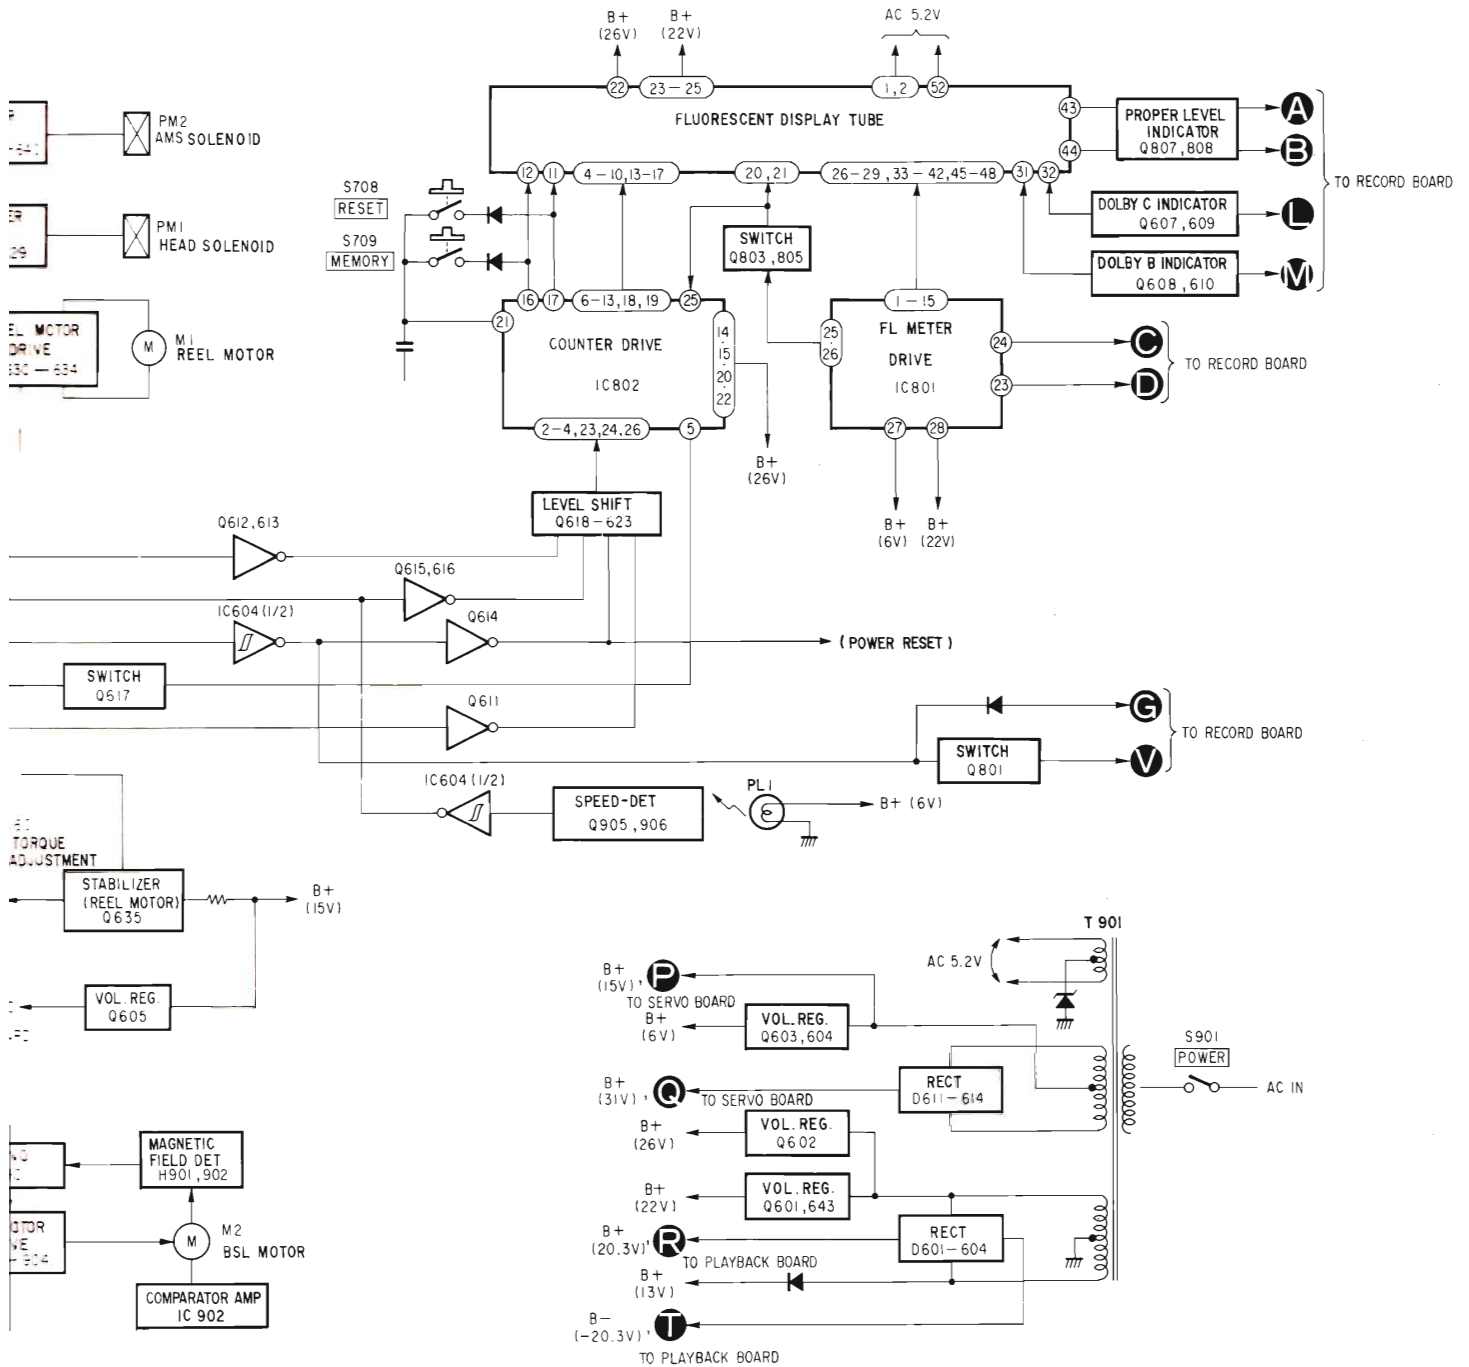 B+
(26V)
B+
(22V)
AC 5.2V
22
23-25
1,2
52
FLUORESCENT DISPLAY TUBE
43
44
PROPER LEVEL
INDICATOR
Q807,808
A
B
PM2
AMS SOLENOID
12
11
4-10,13-17
20,21
26-29,33-42,45-48
31
32
TO RECORD BOARD
S708
RESET
DOLBY C INDICATOR
Q607,609
L
PM1
HEAD SOLENOID
S709
MEMORY
SWITCH
Q803,805
DOLBY B INDICATOR
Q608,610
M
16
17
6-13,18,19
25
1-15
21
COUNTER DRIVE
IC802
14
15
20
22
25
26
FL METER
DRIVE
IC801
24
23
C
D
TO RECORD BOARD
MOTOR
DRIVE
M
M1
REEL MOTOR
2-4,23,24,26
5
27
28
B+
(26V)
B+
(6V)
B+
(22V)
LEVEL SHIFT
Q618-623
Q612,613
Q615,616
IC604(1/2)
Q614
(POWER RESET)
SWITCH
Q617
Q611
G
V
TO RECORD BOARD
SWITCH
Q801
IC604(1/2)
SPEED-DET
Q905,906
PL1
B+ (6V)
TORQUE
ADJUSTMENT
STABILIZER
(REEL MOTOR)
Q635
B+
(15V)
VOL.REG.
Q605
T901
AC 5.2V
B+
(15V),
P
TO SERVO BOARD
B+
(6V)
VOL.REG.
Q603,604
S901
POWER
AC IN
B+
(31V),
Q
TO SERVO BOARD
RECT
D611-614
B+
(26V)
VOL.REG.
Q602
MAGNETIC
FIELD DET
H901,902
B+
(22V)
VOL.REG.
Q601,643
M
M2
BSL MOTOR
B+
(20.3V),
R
TO PLAYBACK BOARD
RECT
D601-604
B+
(13V)
COMPARATOR AMP
IC 902
B-
(-20.3V),
T
TO PLAYBACK BOARD